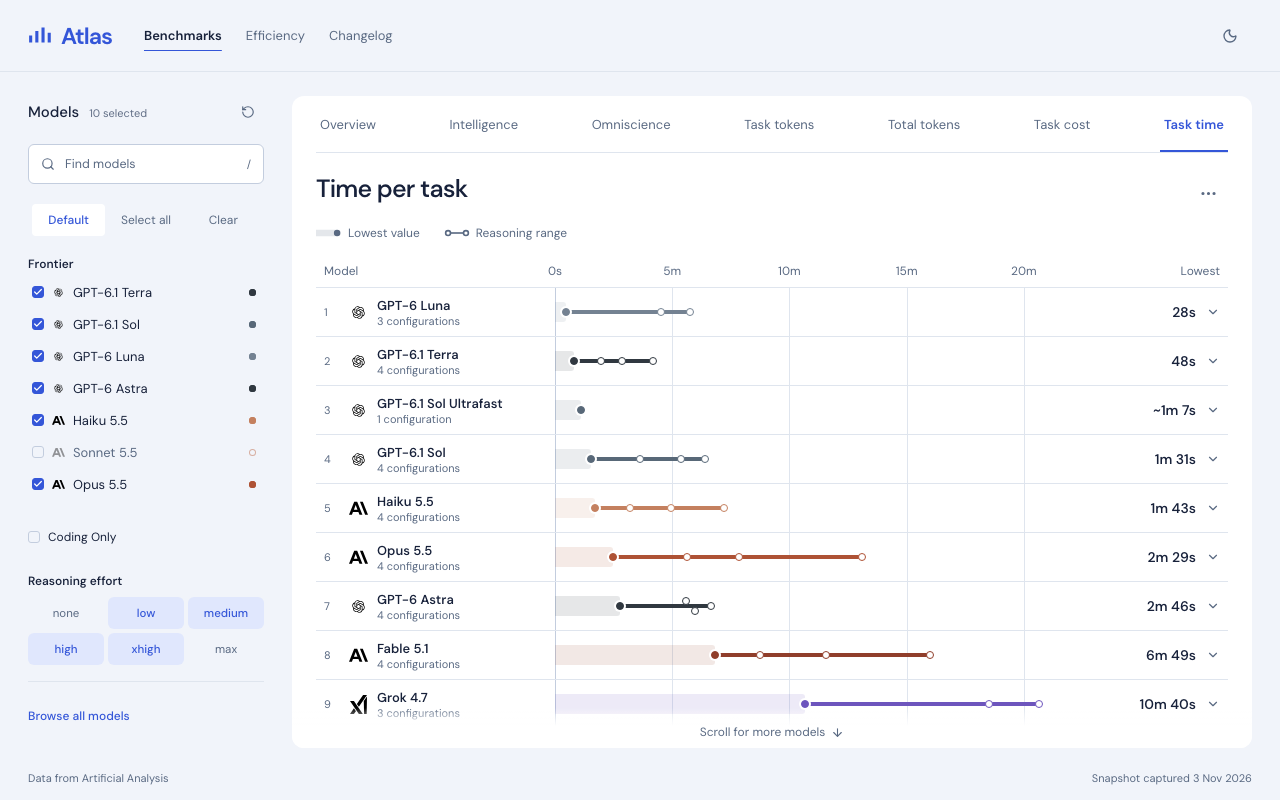 Atlas
Benchmarks
Efficiency
Changelog
Models 10 selected
Find models /
Default Select all Clear
Frontier
GPT-6.1 Terra
GPT-6.1 Sol
GPT-6 Luna
GPT-6 Astra
Haiku 5.5
Sonnet 5.5
Opus 5.5
Coding Only
Reasoning effort
none low medium
high xhigh max
Browse all models
Overview Intelligence Omniscience Task tokens Total tokens Task cost Task time
Time per task
Lowest value Reasoning range
Model 0s 5m 10m 15m 20m Lowest
1 GPT-6 Luna 28s
3 configurations
2 GPT-6.1 Terra 48s
4 configurations
3 GPT-6.1 Sol Ultrafast ~1m 7s
1 configuration
4 GPT-6.1 Sol 1m 31s
4 configurations
5 Haiku 5.5 1m 43s
4 configurations
6 Opus 5.5 2m 29s
4 configurations
7 GPT-6 Astra 2m 46s
4 configurations
8 Fable 5.1 6m 49s
4 configurations
9 Grok 4.7 10m 40s
3 configurations
Scroll for more models
Data from Artificial Analysis
Snapshot captured 3 Nov 2026